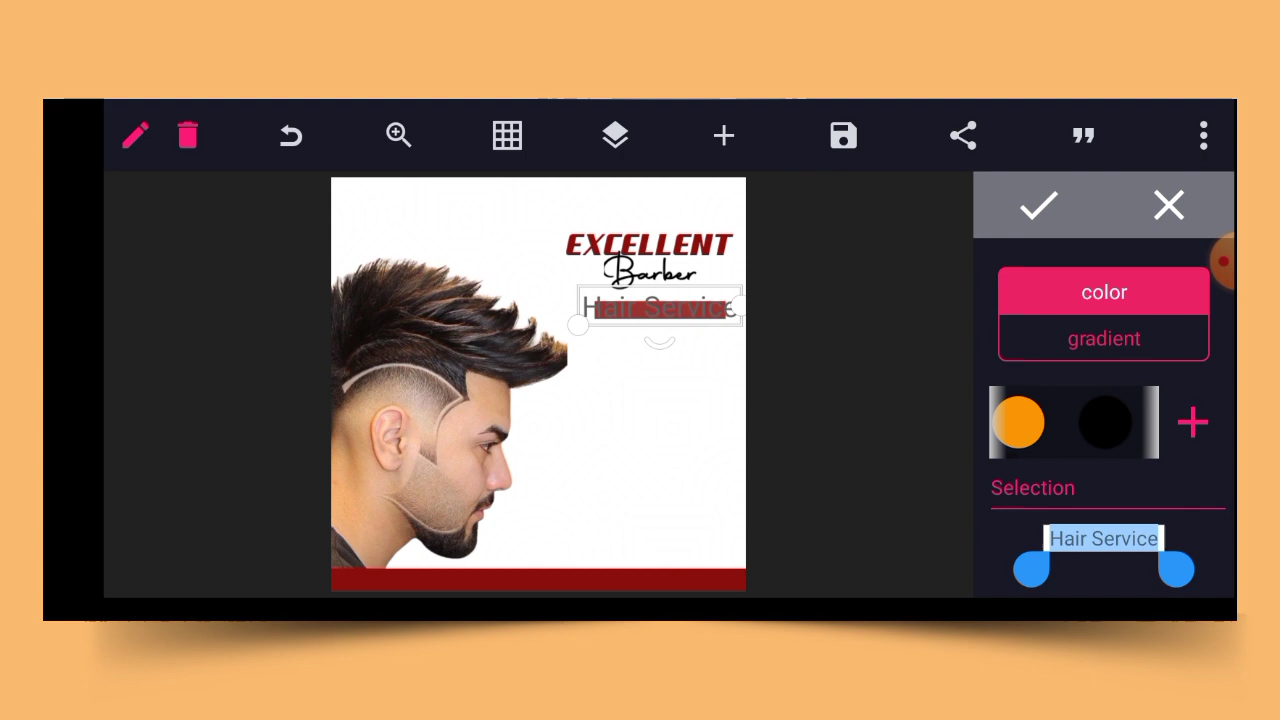 EXCELLENT
Barber
Hair Service
color
gradient
Selection
Hair Service